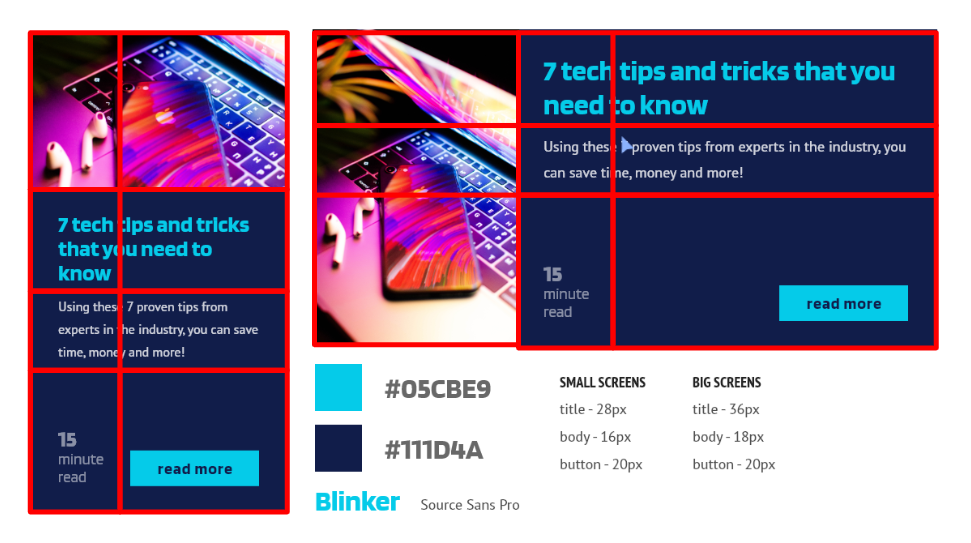 7 tech tips and tricks
that you need to
know
Using these 7 proven tips from
experts in the industry, you can save
time, money and more!
15
minute
read
read more
7 tech tips and tricks that you
need to know
Using these proven tips from experts in the industry, you
can save time, money and more!
15
minute
read
read more
#05CBE9
#111D4A
Blinker Source Sans Pro
SMALL SCREENS
title - 28px
body - 16px
button - 20px
BIG SCREENS
title - 36px
body - 18px
button - 20px